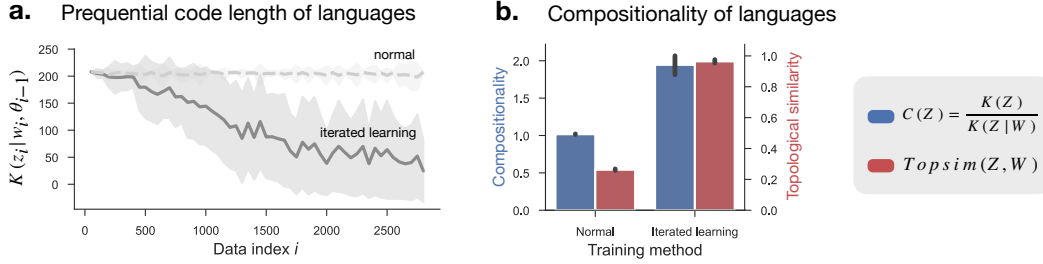 a. Prequential code length of languages
K(z_i|w_i, θ_{i−1})
250
200
150
100
50
0
normal
iterated learning
0 500 1000 1500 2000 2500
Data index i
b. Compositionality of languages
Compositionality
2.0
1.5
1.0
0.5
0.0
Normal Iterated learning
Training method
1.0
0.8
0.6
0.4
0.2
0.0
Topological similarity
C(Z) = K(Z) / K(Z|W)
Topsim(Z, W)